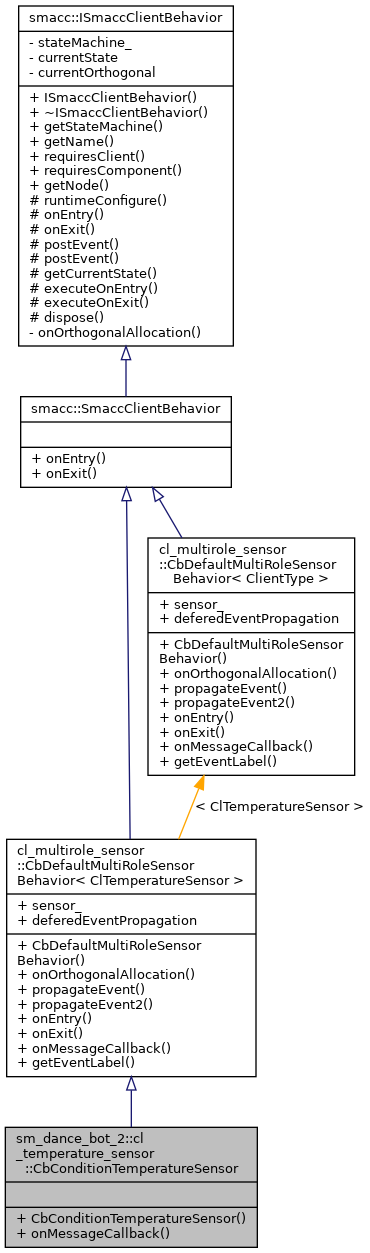 smacc::ISmaccClientBehavior
- stateMachine_
- currentState
- currentOrthogonal
+ ISmaccClientBehavior()
+ ~ISmaccClientBehavior()
+ getStateMachine()
+ getName()
+ requiresClient()
+ requiresComponent()
+ getNode()
# runtimeConfigure()
# onEntry()
# onExit()
# postEvent()
# postEvent()
# getCurrentState()
# executeOnEntry()
# executeOnExit()
# dispose()
- onOrthogonalAllocation()
smacc::SmaccClientBehavior
+ onEntry()
+ onExit()
cl_multirole_sensor
::CbDefaultMultiRoleSensor
Behavior< ClientType >
+ sensor_
+ deferedEventPropagation
+ CbDefaultMultiRoleSensor
Behavior()
+ onOrthogonalAllocation()
+ propagateEvent()
+ propagateEvent2()
+ onEntry()
+ onExit()
+ onMessageCallback()
+ getEventLabel()
< ClTemperatureSensor >
cl_multirole_sensor
::CbDefaultMultiRoleSensor
Behavior< ClTemperatureSensor >
+ sensor_
+ deferedEventPropagation
+ CbDefaultMultiRoleSensor
Behavior()
+ onOrthogonalAllocation()
+ propagateEvent()
+ propagateEvent2()
+ onEntry()
+ onExit()
+ onMessageCallback()
+ getEventLabel()
sm_dance_bot_2::cl
_temperature_sensor
::CbConditionTemperatureSensor
+ CbConditionTemperatureSensor()
+ onMessageCallback()